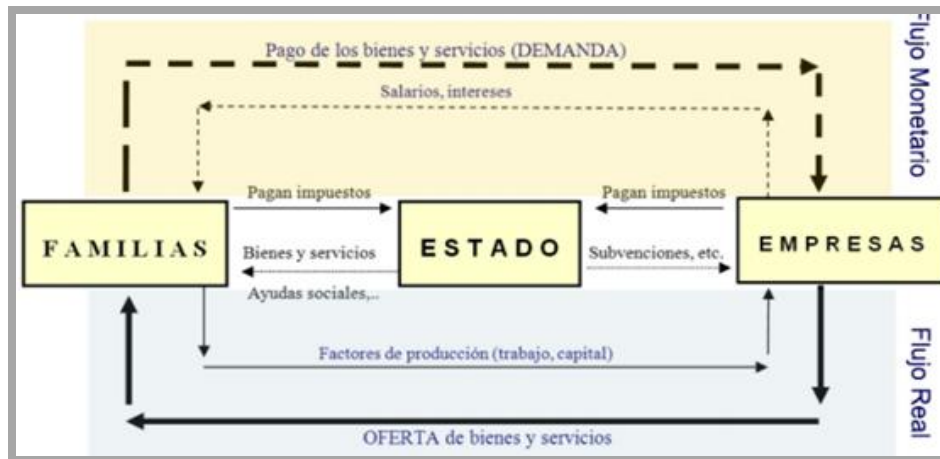 Pago de los bienes y servicios (DEMANDA)
Salarios, intereses
Flujo Monetario
Pagan impuestos
Pagan impuestos
FAMILIAS
ESTADO
EMPRESAS
Bienes y servicios
Subvenciones, etc.
Ayudas sociales,..
Factores de producción (trabajo, capital)
Flujo Real
OFERTA de bienes y servicios